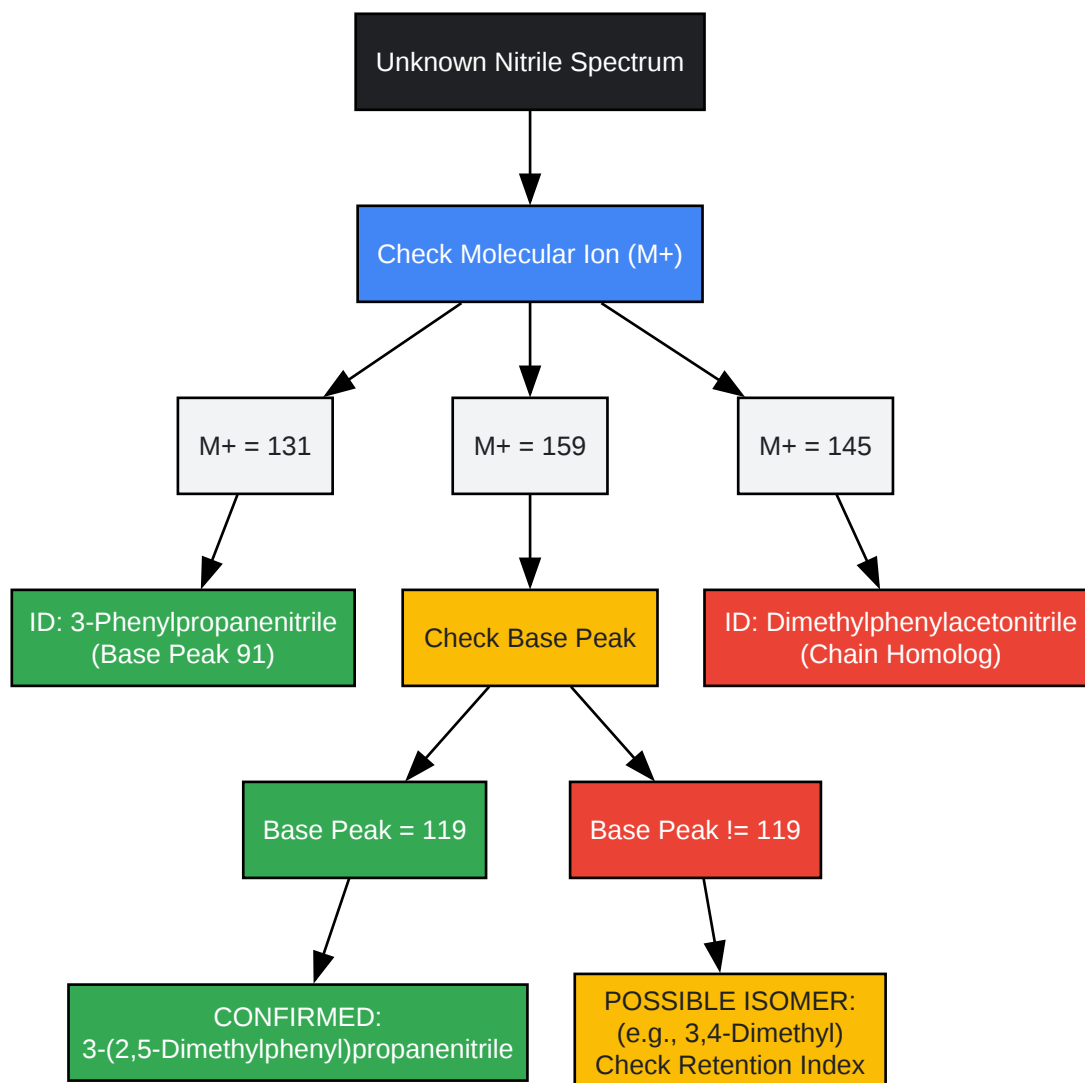 Unknown Nitrile Spectrum
Check Molecular Ion (M+)
M+ = 131
M+ = 159
M+ = 145
ID: 3-Phenylpropanenitrile
(Base Peak 91)
Check Base Peak
ID: Dimethylphenylacetonitrile
(Chain Homolog)
Base Peak = 119
Base Peak != 119
CONFIRMED:
3-(2,5-Dimethylphenyl)propanenitrile
POSSIBLE ISOMER:
(e.g., 3,4-Dimethyl)
Check Retention Index